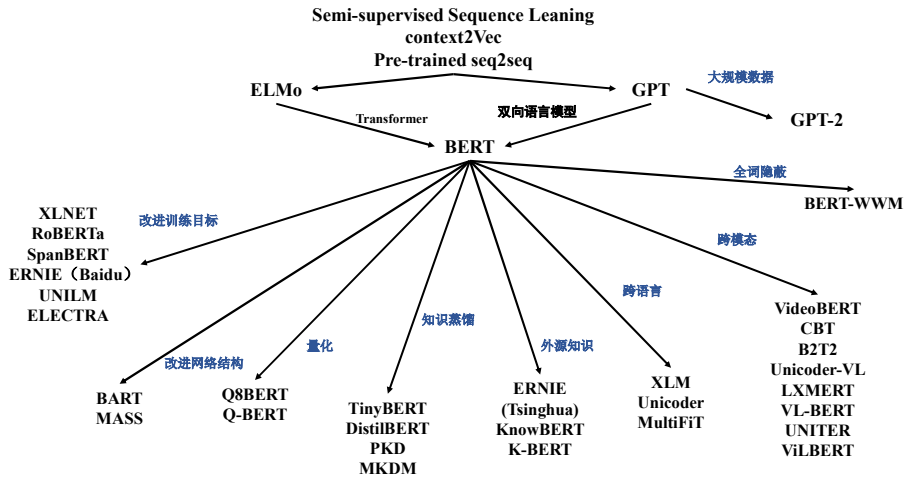 Semi-supervised Sequence Leaning
context2Vec
Pre-trained seq2seq
ELMo
GPT
大规模数据
GPT-2
Transformer
双向语言模型
BERT
全词隐蔽
BERT-WWM
改进训练目标
XLNET
RoBERTa
SpanBERT
ERNIE（Baidu）
UNILM
ELECTRA
改进网络结构
BART
MASS
量化
Q8BERT
Q-BERT
知识蒸馏
TinyBERT
DistilBERT
PKD
MKDM
外源知识
ERNIE
(Tsinghua)
KnowBERT
K-BERT
跨语言
XLM
Unicoder
MultiFiT
跨模态
VideoBERT
CBT
B2T2
Unicoder-VL
LXMERT
VL-BERT
UNITER
ViLBERT